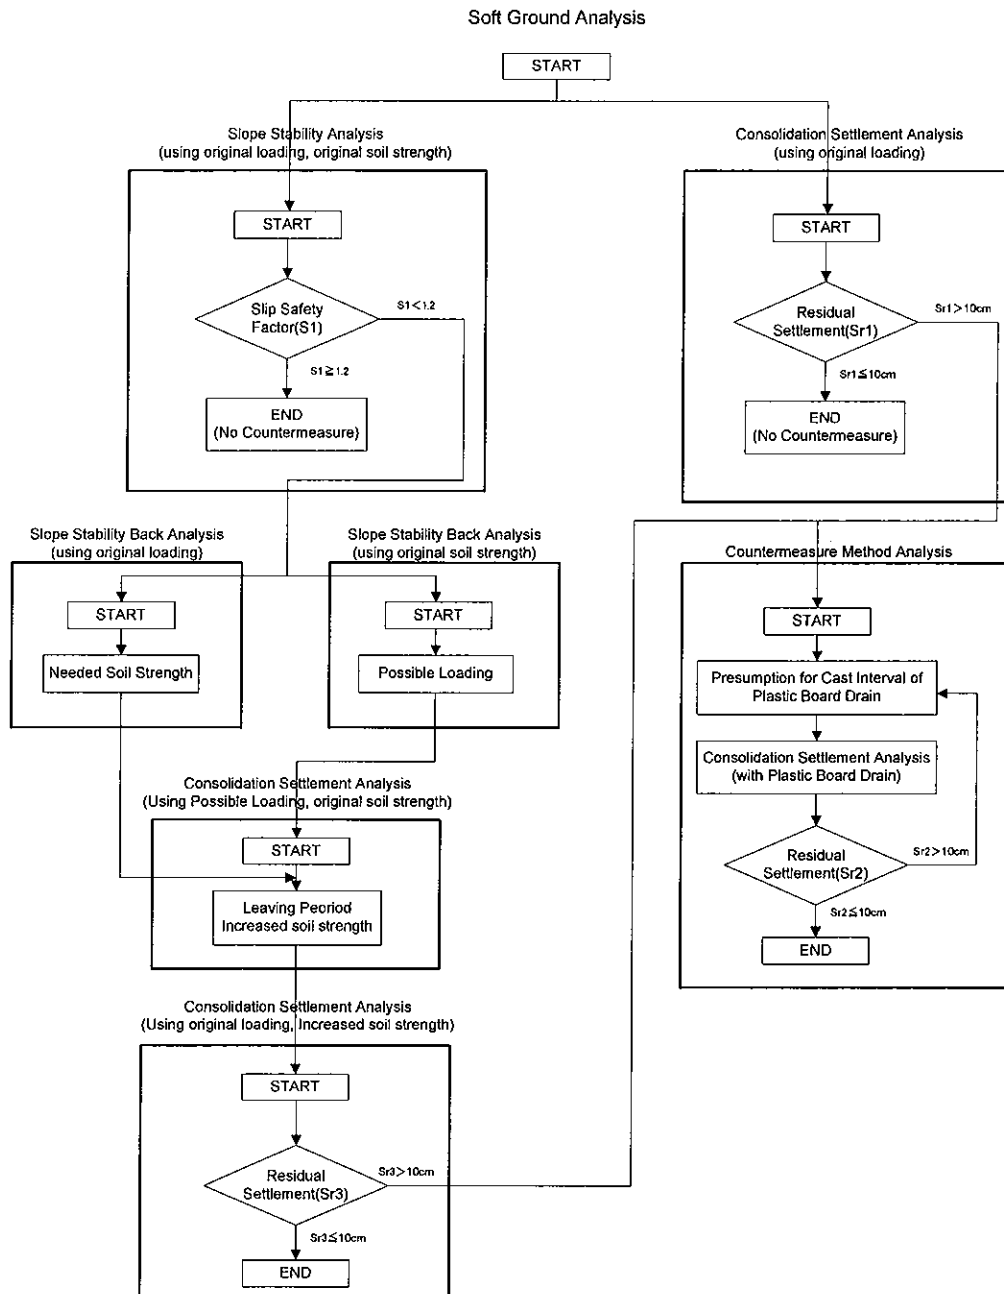 Soft Ground Analysis
START
Slope Stability Analysis
(using original loading, original soil strength)
START
Slip Safety
Factor(S1)
S1<1.2
S1≧1.2
END
(No Countermeasure)
Consolidation Settlement Analysis
(using original loading)
START
Residual
Settlement(Sr1)
Sr1>10cm
Sr1≦10cm
END
(No Countermeasure)
Slope Stability Back Analysis
(using original loading)
START
Needed Soil Strength
Slope Stability Back Analysis
(using original soil strength)
START
Possible Loading
Countermeasure Method Analysis
START
Presumption for Cast Interval of
Plastic Board Drain
Consolidation Settlement Analysis
(with Plastic Board Drain)
Residual
Settlement(Sr2)
Sr2>10cm
Sr2≦10cm
END
Consolidation Settlement Analysis
(Using Possible Loading, original soil strength)
START
Leaving Peoriod
Increased soil strength
Consolidation Settlement Analysis
(Using original loading, Increased soil strength)
START
Residual
Settlement(Sr3)
Sr3>10cm
Sr3≦10cm
END